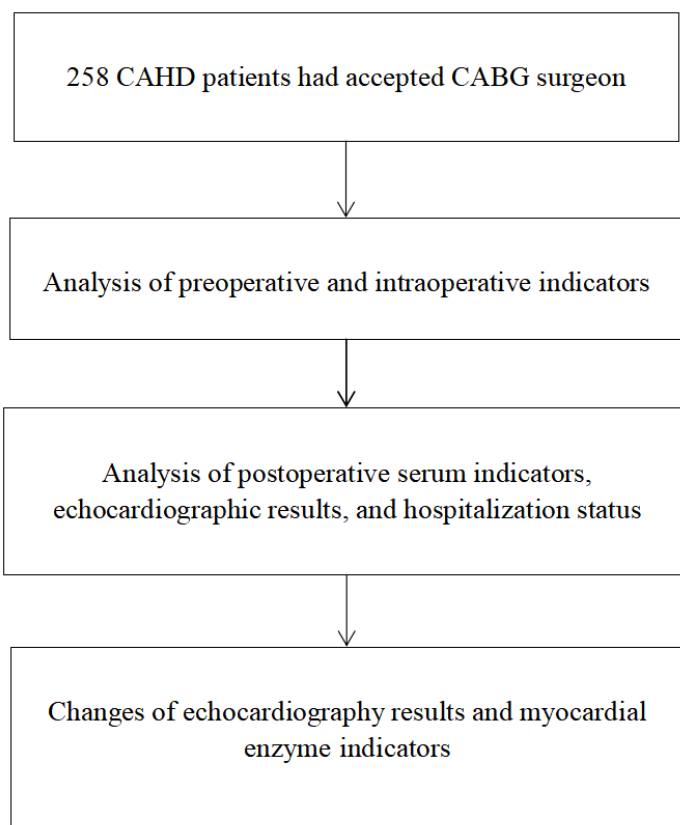 258 CAHD patients had accepted CABG surgeon
Analysis of preoperative and intraoperative indicators
Analysis of postoperative serum indicators,
echocardiographic results, and hospitalization status
Changes of echocardiography results and myocardial
enzyme indicators